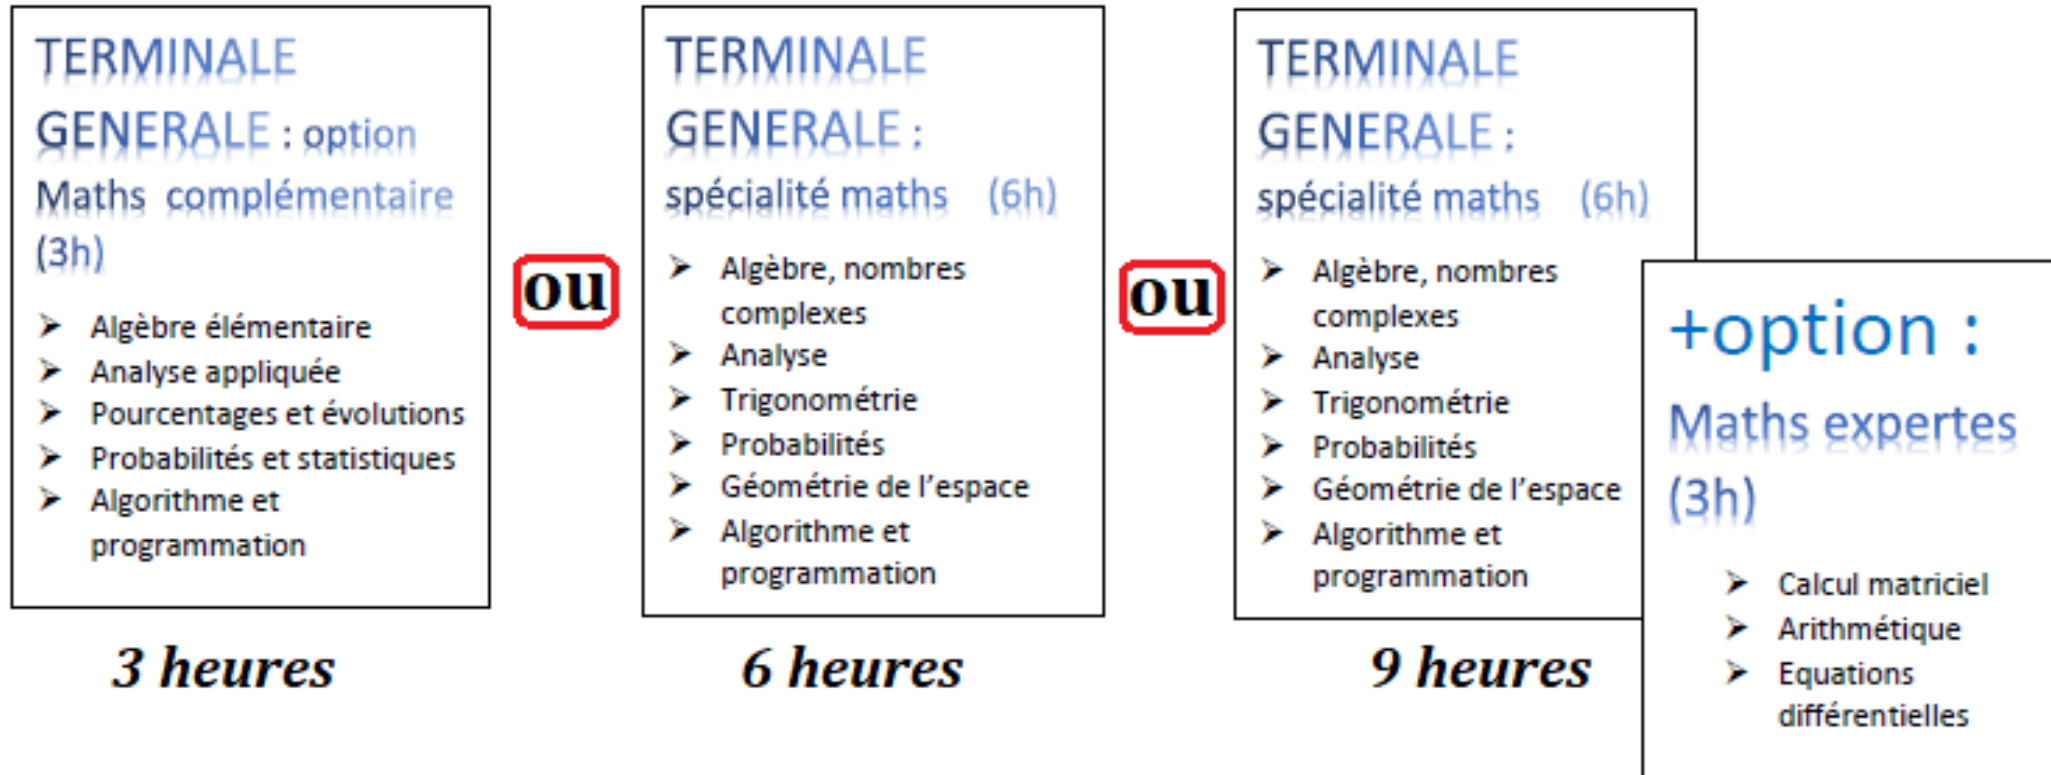 TERMINALE
GENERALE : option
Maths complémentaire
(3h)
➤ Algèbre élémentaire
➤ Analyse appliquée
➤ Pourcentages et évolutions
➤ Probabilités et statistiques
➤ Algorithme et
programmation
3 heures
ou
TERMINALE
GENERALE :
spécialité maths (6h)
➤ Algèbre, nombres
complexes
➤ Analyse
➤ Trigonométrie
➤ Probabilités
➤ Géométrie de l'espace
➤ Algorithme et
programmation
6 heures
ou
TERMINALE
GENERALE :
spécialité maths (6h)
➤ Algèbre, nombres
complexes
➤ Analyse
➤ Trigonométrie
➤ Probabilités
➤ Géométrie de l'espace
➤ Algorithme et
programmation
9 heures
+option :
Maths expertes
(3h)
➤ Calcul matriciel
➤ Arithmétique
➤ Equations
différentielles